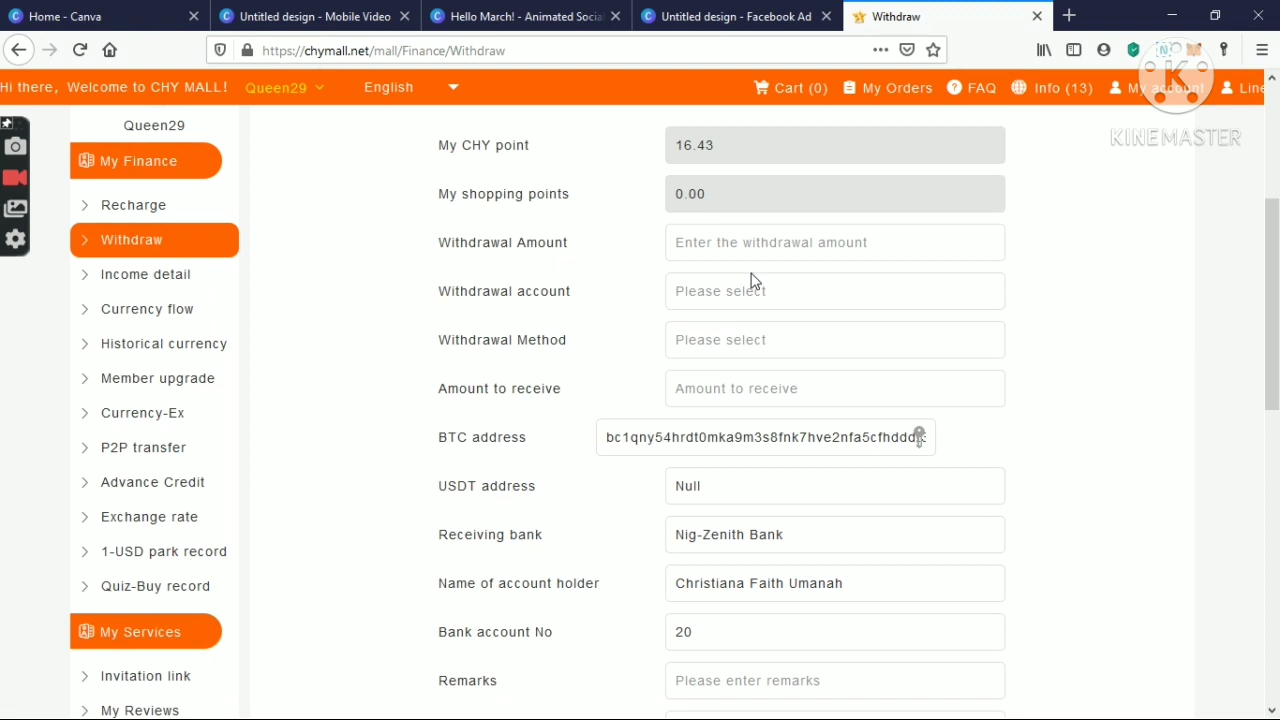 Home - Canva
Untitled design - Mobile Video
Hello March! - Animated Social
Untitled design - Facebook Ad
Withdraw
https://chymall.net/mall/Finance/Withdraw
Hi there, Welcome to CHY MALL!
Queen29
English
Cart (0)
My Orders
FAQ
Info (13)
My account
Line
KINEMASTER
Queen29
My Finance
Recharge
Withdraw
Income detail
Currency flow
Historical currency
Member upgrade
Currency-Ex
P2P transfer
Advance Credit
Exchange rate
1-USD park record
Quiz-Buy record
My Services
Invitation link
My Reviews
My CHY point 16.43
My shopping points 0.00
Withdrawal Amount Enter the withdrawal amount
Withdrawal account Please select
Withdrawal Method Please select
Amount to receive Amount to receive
BTC address
USDT address Null
Receiving bank Nig-Zenith Bank
Name of account holder Christiana Faith Umanah
Bank account No 20
Remarks Please enter remarks